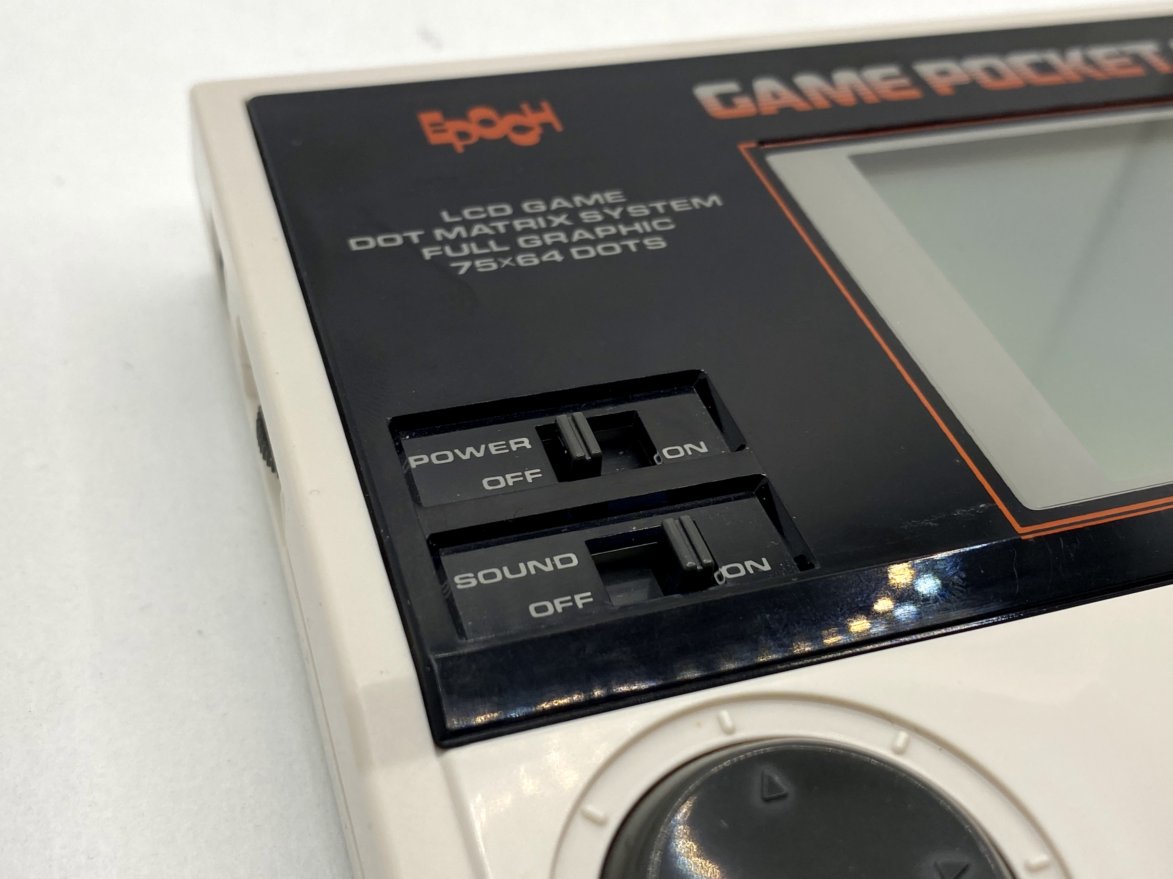 EPOCH
GAME POCKET
LCD GAME
DOT MATRIX SYSTEM
FULL GRAPHIC
75×64 DOTS
POWER
OFF
ON
SOUND
OFF
ON